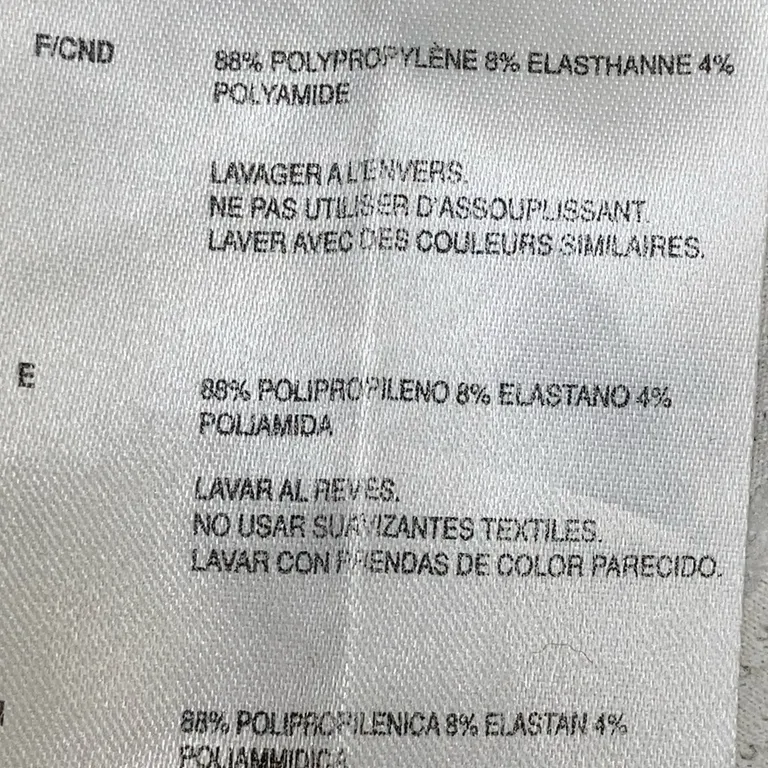 F/CND
88% POLYPROPYLÈNE 8% ELASTHANNE 4%
POLYAMIDE
LAVAGER A L'ENVERS.
NE PAS UTILISER D'ASSOUPLISSANT.
LAVER AVEC DES COULEURS SIMILAIRES.
E
88% POLIPROPILENO 8% ELASTANO 4%
POLIAMIDA
LAVAR AL REVES.
NO USAR SUAVIZANTES TEXTILES.
LAVAR CON PRENDAS DE COLOR PARECIDO.
88% POLIPROPILENICA 8% ELASTAN 4%
POLIAMMIDICA